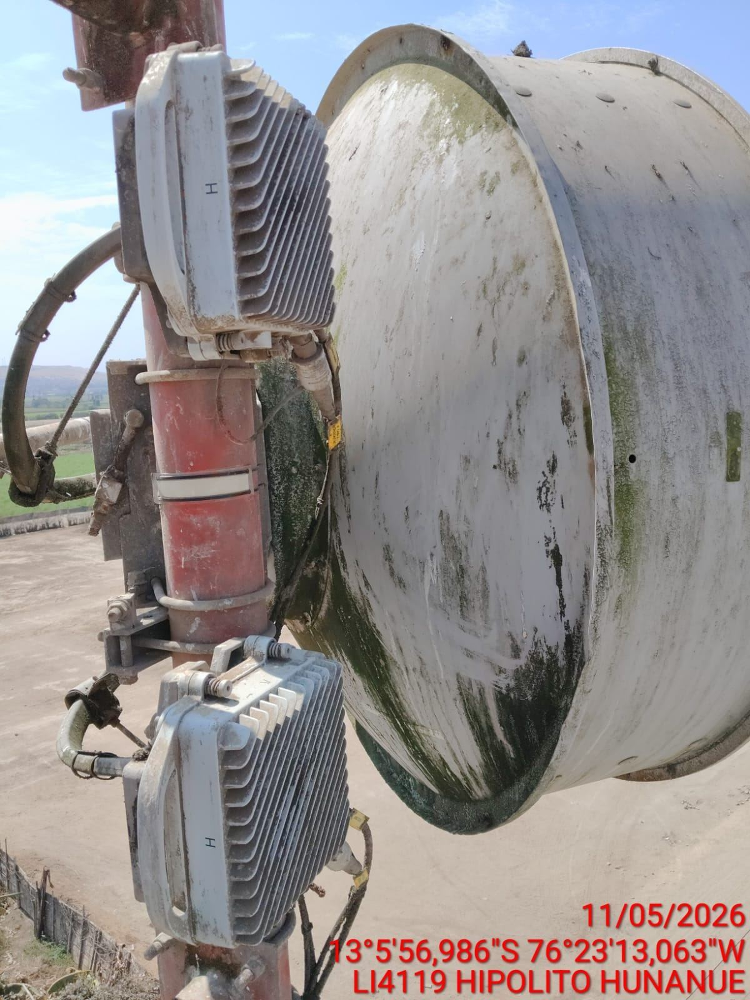 H
H
11/05/2026
13°5'56,986"S 76°23'13,063"W
LI4119 HIPOLITO HUNANUE